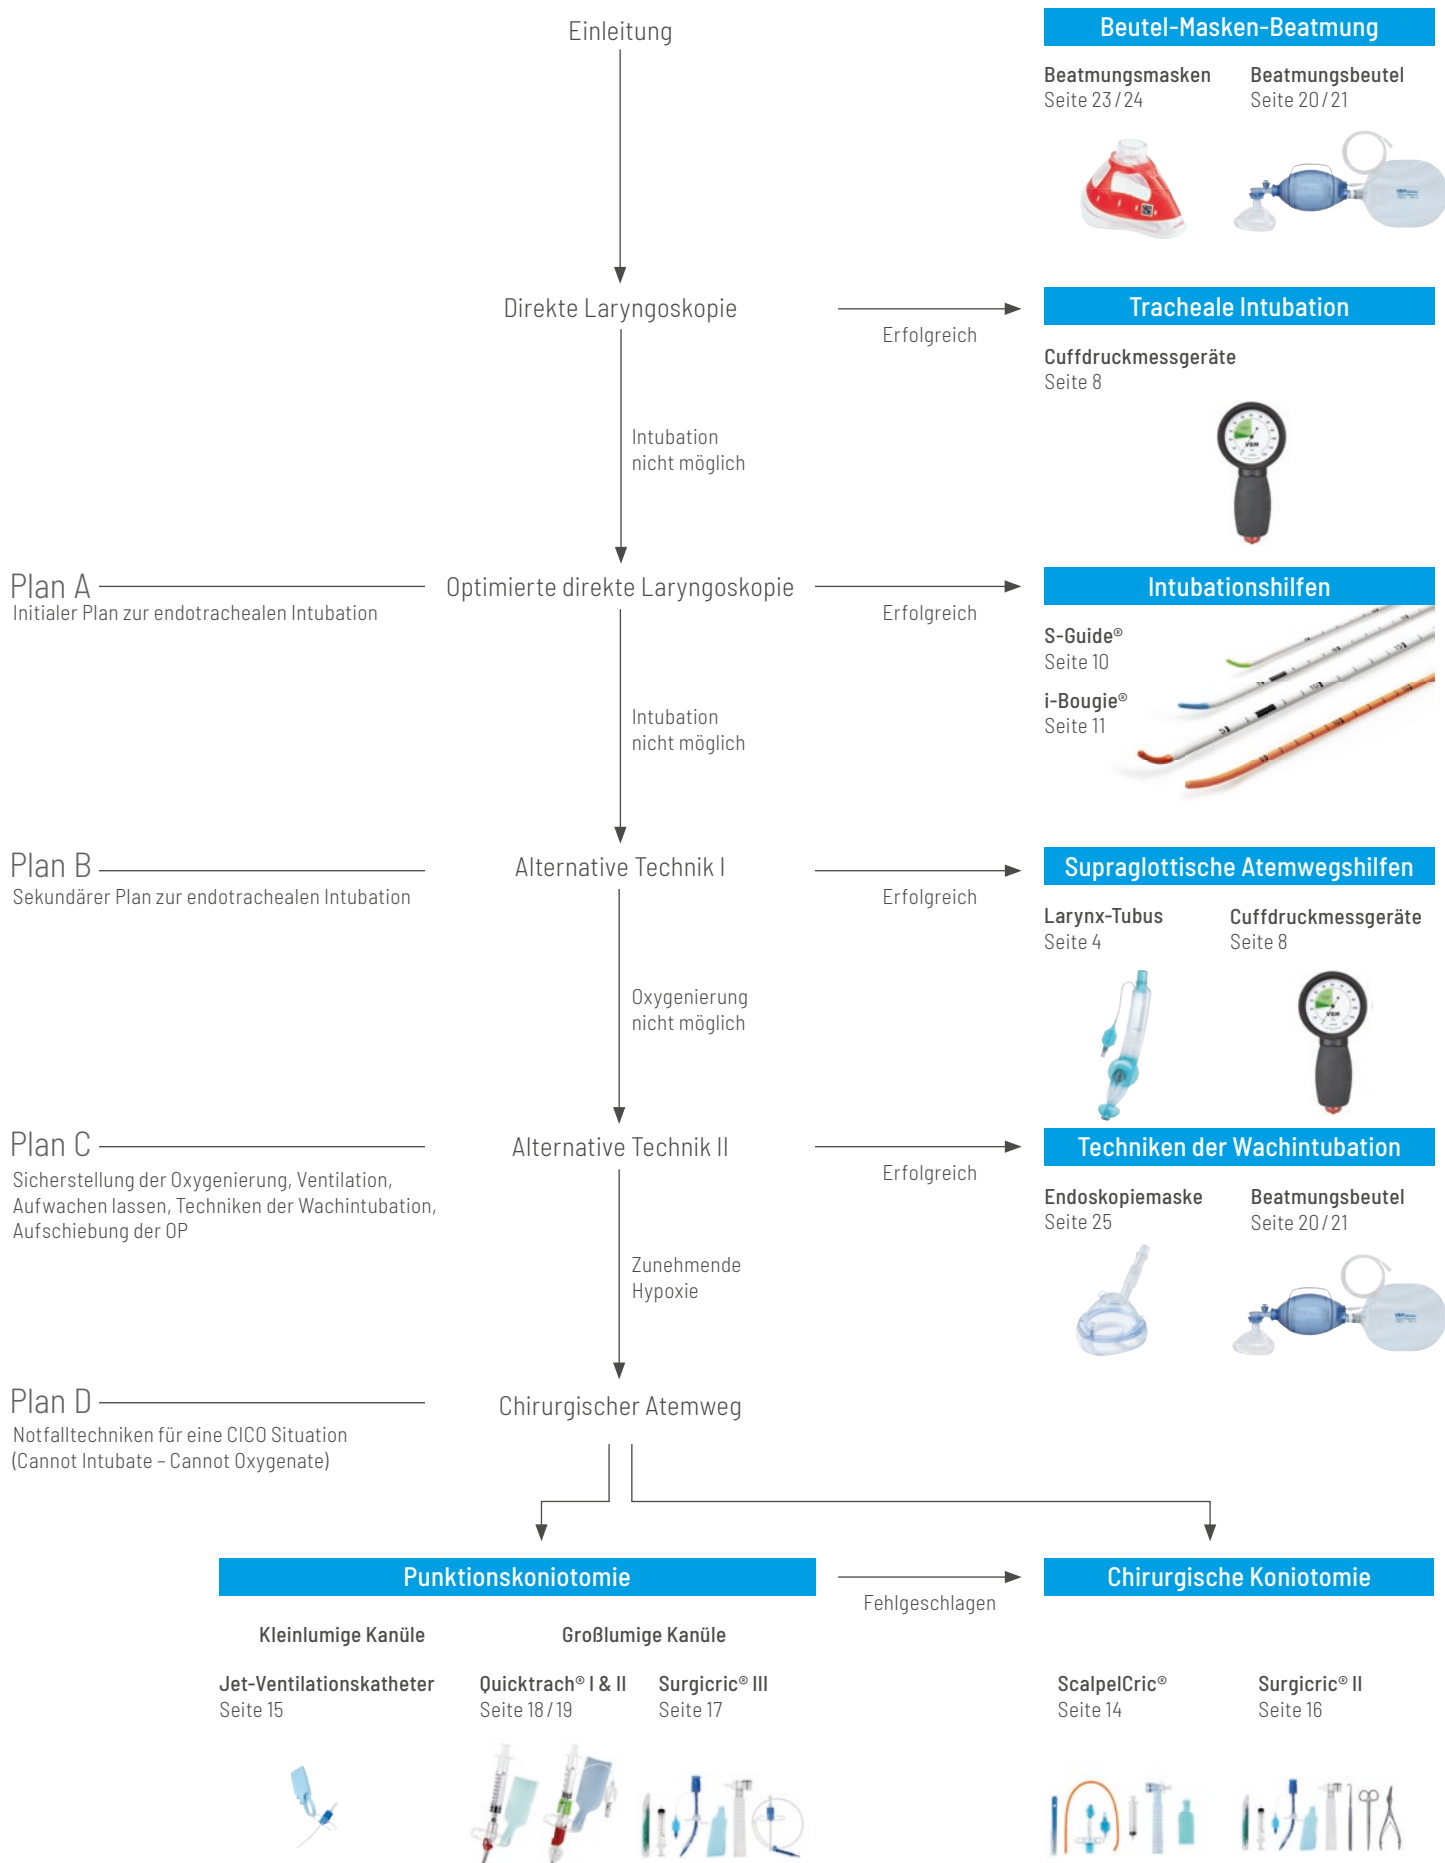 Einleitung
Beutel-Masken-Beatmung
Beatmungsmasken
Seite 23/24
Beatmungsbeutel
Seite 20/21
Direkte Laryngoskopie
Erfolgreich
Tracheale Intubation
Cuffdruckmessgeräte
Seite 8
VBM
Intubation
nicht möglich
Plan A
Initialer Plan zur endotrachealen Intubation
Optimierte direkte Laryngoskopie
Erfolgreich
Intubationshilfen
S-Guide®
Seite 10
i-Bougie®
Seite 11
Intubation
nicht möglich
Plan B
Sekundärer Plan zur endotrachealen Intubation
Alternative Technik I
Erfolgreich
Supraglottische Atemwegshilfen
Larynx-Tubus
Seite 4
Cuffdruckmessgeräte
Seite 8
VBM
Oxygenierung
nicht möglich
Plan C
Sicherstellung der Oxygenierung, Ventilation,
Aufwachen lassen, Techniken der Wachintubation,
Aufschiebung der OP
Alternative Technik II
Erfolgreich
Techniken der Wachintubation
Endoskopiemaske
Seite 25
Beatmungsbeutel
Seite 20/21
Zunehmende
Hypoxie
Plan D
Notfalltechniken für eine CICO Situation
(Cannot Intubate – Cannot Oxygenate)
Chirurgischer Atemweg
Punktionskoniotomie
Fehlgeschlagen
Chirurgische Koniotomie
Kleinlumige Kanüle
Großlumige Kanüle
Jet-Ventilationskatheter
Seite 15
Quicktrach® I & II
Seite 18/19
Surgicric® III
Seite 17
ScalpelCric®
Seite 14
Surgicric® II
Seite 16